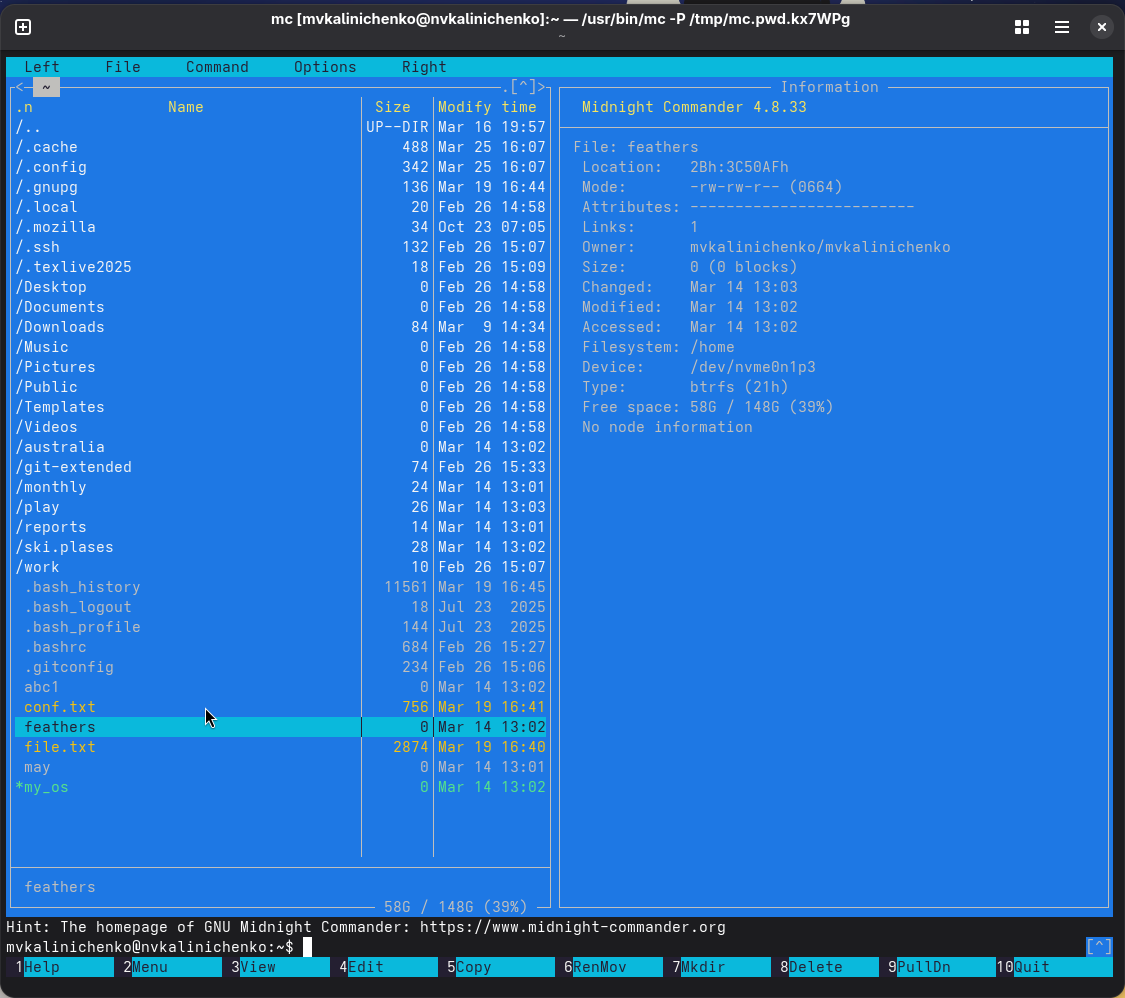 mc [mvkalinichenko@nvkalinichenko]:~ — /usr/bin/mc -P /tmp/mc.pwd.kx7WPg
~
Left File Command Options Right
<─ ~ .[^]>
.n Name Size Modify time
/.. UP--DIR Mar 16 19:57
/.cache 488 Mar 25 16:07
/.config 342 Mar 25 16:07
/.gnupg 136 Mar 19 16:44
/.local 20 Feb 26 14:58
/.mozilla 34 Oct 23 07:05
/.ssh 132 Feb 26 15:07
/.texlive2025 18 Feb 26 15:09
/Desktop 0 Feb 26 14:58
/Documents 0 Feb 26 14:58
/Downloads 84 Mar 9 14:34
/Music 0 Feb 26 14:58
/Pictures 0 Feb 26 14:58
/Public 0 Feb 26 14:58
/Templates 0 Feb 26 14:58
/Videos 0 Feb 26 14:58
/australia 0 Mar 14 13:02
/git-extended 74 Feb 26 15:33
/monthly 24 Mar 14 13:01
/play 26 Mar 14 13:03
/reports 14 Mar 14 13:01
/ski.plases 28 Mar 14 13:02
/work 10 Feb 26 15:07
.bash_history 11561 Mar 19 16:45
.bash_logout 18 Jul 23 2025
.bash_profile 144 Jul 23 2025
.bashrc 684 Feb 26 15:27
.gitconfig 234 Feb 26 15:06
abc1 0 Mar 14 13:02
conf.txt 756 Mar 19 16:41
feathers 0 Mar 14 13:02
file.txt 2874 Mar 19 16:40
may 0 Mar 14 13:01
*my_os 0 Mar 14 13:02
feathers
58G / 148G (39%)
Information
Midnight Commander 4.8.33
File: feathers
Location: 2Bh:3C50AFh
Mode: -rw-rw-r-- (0664)
Attributes: -------------------------
Links: 1
Owner: mvkalinichenko/mvkalinichenko
Size: 0 (0 blocks)
Changed: Mar 14 13:03
Modified: Mar 14 13:02
Accessed: Mar 14 13:02
Filesystem: /home
Device: /dev/nvme0n1p3
Type: btrfs (21h)
Free space: 58G / 148G (39%)
No node information
Hint: The homepage of GNU Midnight Commander: https://www.midnight-commander.org
mvkalinichenko@nvkalinichenko:~$ [^]
1Help 2Menu 3View 4Edit 5Copy 6RenMov 7Mkdir 8Delete 9PullDn 10Quit